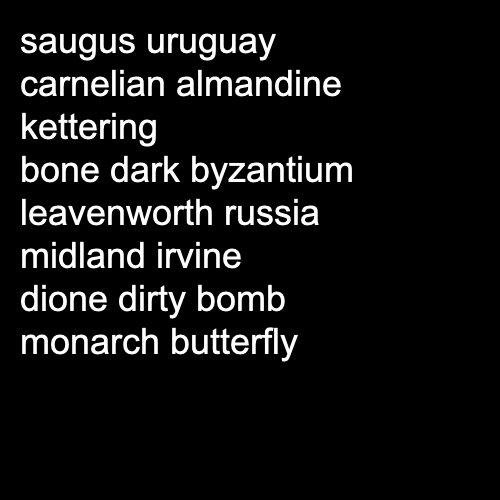 saugus uruguay
carnelian almandine
kettering
bone dark byzantium
leavenworth russia
midland irvine
dione dirty bomb
monarch butterfly